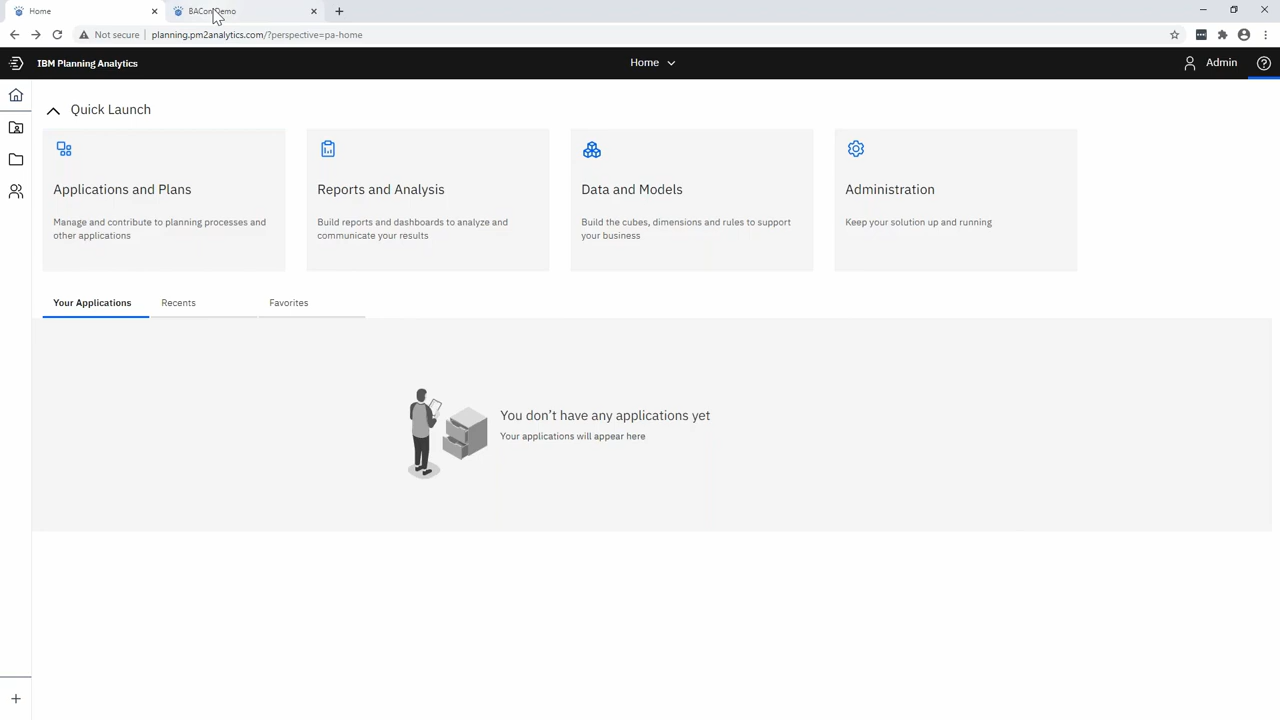 Home
BACon Demo
Not secure
planning.pm2analytics.com/?perspective=pa-home
IBM Planning Analytics
Home
Admin
Quick Launch
Applications and Plans
Manage and contribute to planning processes and
other applications
Reports and Analysis
Build reports and dashboards to analyze and
communicate your results
Data and Models
Build the cubes, dimensions and rules to support
your business
Administration
Keep your solution up and running
Your Applications
Recents
Favorites
You don’t have any applications yet
Your applications will appear here